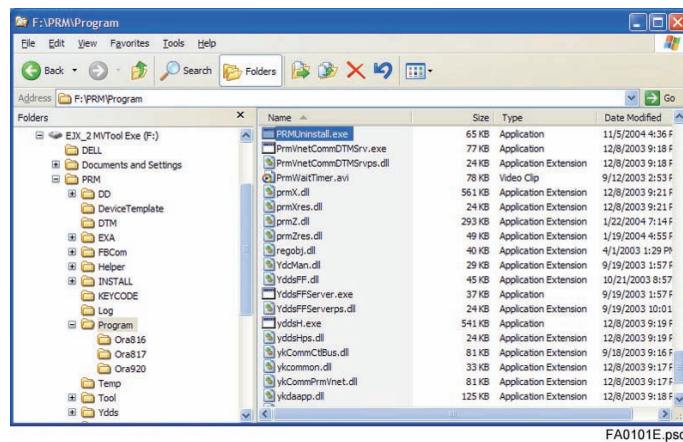 F:\PRM\Program
File Edit View Favorites Tools Help
Back Search Folders
Address F:\PRM\Program Go
Folders x Name Size Type Date Modified
EJX_2 MVTool Exe (F:)
DELL
Documents and Settings
PRM
DD
DeviceTemplate
DTM
EXA
FBCom
Helper
INSTALL
KEYCODE
Log
Program
Ora816
Ora817
Ora920
Temp
Tool
Ydds
PRMUninstall.exe 65 KB Application 11/5/2004 4:36 P
PrmVnetCommDTMSrv.exe 77 KB Application 12/8/2003 9:18 P
PrmVnetCommDTMSrvps.dll 24 KB Application Extension 12/8/2003 9:18 P
PrmWaitTimer.avi 78 KB Video Clip 9/12/2003 2:53 P
prmX.dll 561 KB Application Extension 12/8/2003 9:21 P
prmXres.dll 24 KB Application Extension 12/8/2003 9:21 P
prmZ.dll 293 KB Application Extension 1/22/2004 7:14 P
prmZres.dll 49 KB Application Extension 1/19/2004 4:55 P
regobj.dll 40 KB Application Extension 4/1/2003 1:29 PM
YdcMan.dll 29 KB Application Extension 9/19/2003 1:57 P
YddsFF.dll 45 KB Application Extension 10/21/2003 8:57
YddsFFServer.exe 37 KB Application 9/19/2003 1:57 P
YddsFFServerps.dll 24 KB Application Extension 9/19/2003 10:01
yddsH.exe 541 KB Application 12/8/2003 9:19 P
yddsHps.dll 24 KB Application Extension 12/8/2003 9:19 P
ykCommCtlBus.dll 81 KB Application Extension 9/18/2003 9:16 P
ykcommon.dll 33 KB Application Extension 12/8/2003 9:17 P
ykCommPrmVnet.dll 81 KB Application Extension 12/8/2003 9:17 P
ykdaapp.dll 125 KB Application Extension 12/8/2003 9:18 P
FA0101E.psd